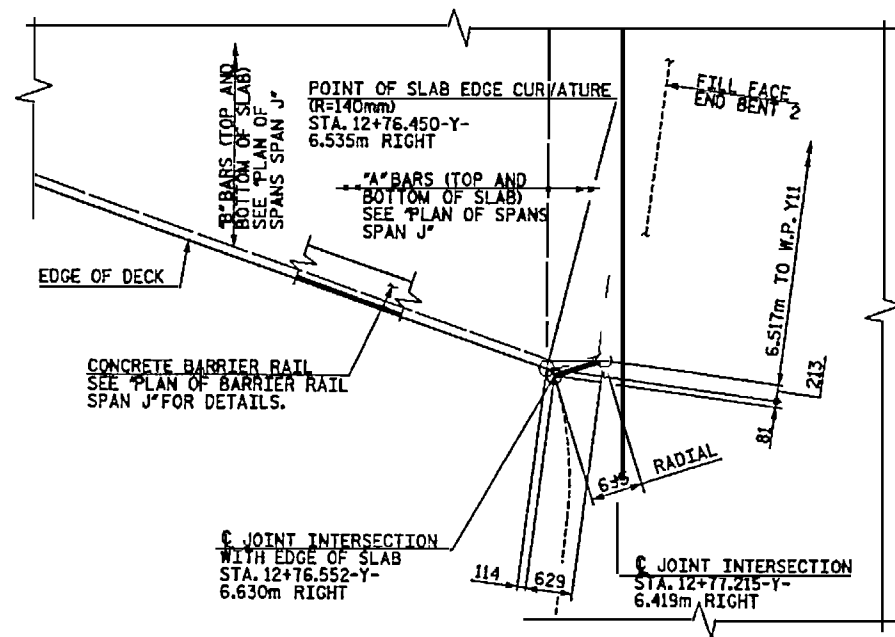 "B" BARS (TOP AND
BOTTOM OF SLAB)
SEE "PLAN OF
SPANS SPAN J"
POINT OF SLAB EDGE CURVATURE
(R=140mm)
STA. 12+76.450-Y-
6.535m RIGHT
FILL FACE
END BENT 2
"A" BARS (TOP AND
BOTTOM OF SLAB)
SEE "PLAN OF SPANS
SPAN J"
6.517m TO W.P. Y11
EDGE OF DECK
213
81
CONCRETE BARRIER RAIL
SEE "PLAN OF BARRIER RAIL
SPAN J" FOR DETAILS.
RADIAL
℄ JOINT INTERSECTION
WITH EDGE OF SLAB
STA. 12+76.552-Y-
6.630m RIGHT
114
629
℄ JOINT INTERSECTION
STA. 12+77.215-Y-
6.419m RIGHT